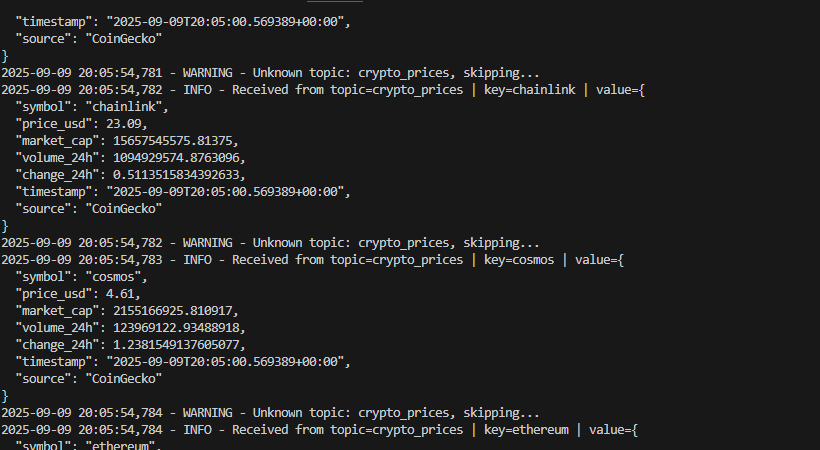 "timestamp": "2025-09-09T20:05:00.569389+00:00",
  "source": "CoinGecko"
}
2025-09-09 20:05:54,781 - WARNING - Unknown topic: crypto_prices, skipping...
2025-09-09 20:05:54,782 - INFO - Received from topic=crypto_prices | key=chainlink | value={
  "symbol": "chainlink",
  "price_usd": 23.09,
  "market_cap": 15657545575.81375,
  "volume_24h": 1094929574.8763096,
  "change_24h": 0.5113515834392633,
  "timestamp": "2025-09-09T20:05:00.569389+00:00",
  "source": "CoinGecko"
}
2025-09-09 20:05:54,782 - WARNING - Unknown topic: crypto_prices, skipping...
2025-09-09 20:05:54,783 - INFO - Received from topic=crypto_prices | key=cosmos | value={
  "symbol": "cosmos",
  "price_usd": 4.61,
  "market_cap": 2155166925.810917,
  "volume_24h": 123969122.93488918,
  "change_24h": 1.2381549137605077,
  "timestamp": "2025-09-09T20:05:00.569389+00:00",
  "source": "CoinGecko"
}
2025-09-09 20:05:54,784 - WARNING - Unknown topic: crypto_prices, skipping...
2025-09-09 20:05:54,784 - INFO - Received from topic=crypto_prices | key=ethereum | value={
  "symbol": "ethereum",